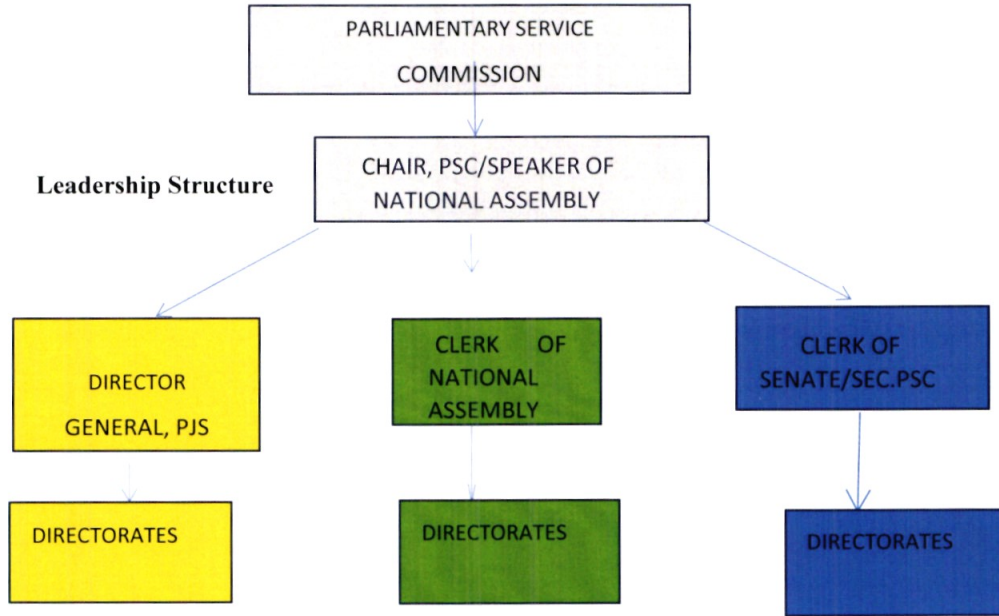 PARLIAMENTARY SERVICE
COMMISSION
Leadership Structure
CHAIR, PSC/SPEAKER OF
NATIONAL ASSEMBLY
DIRECTOR
GENERAL, PJS
CLERK OF
NATIONAL
ASSEMBLY
CLERK OF
SENATE/SEC.PSC
DIRECTORATES
DIRECTORATES
DIRECTORATES